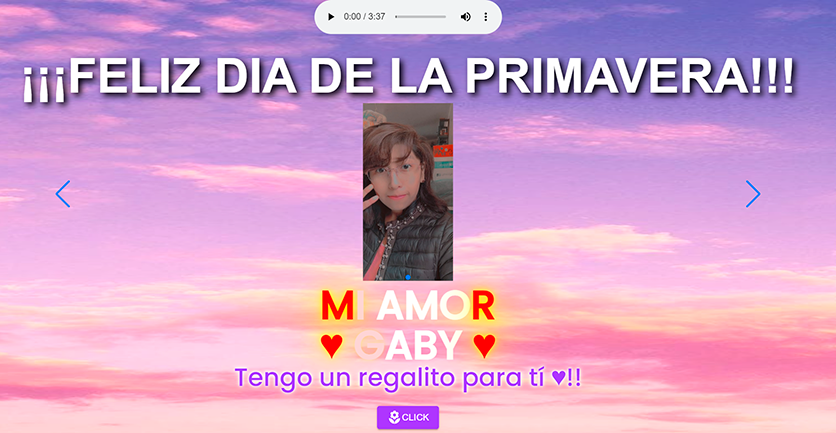 0:00 / 3:37
¡¡¡FELIZ DIA DE LA PRIMAVERA!!!
MI AMOR
♥ GABY ♥
Tengo un regalito para tí ♥!!
CLICK